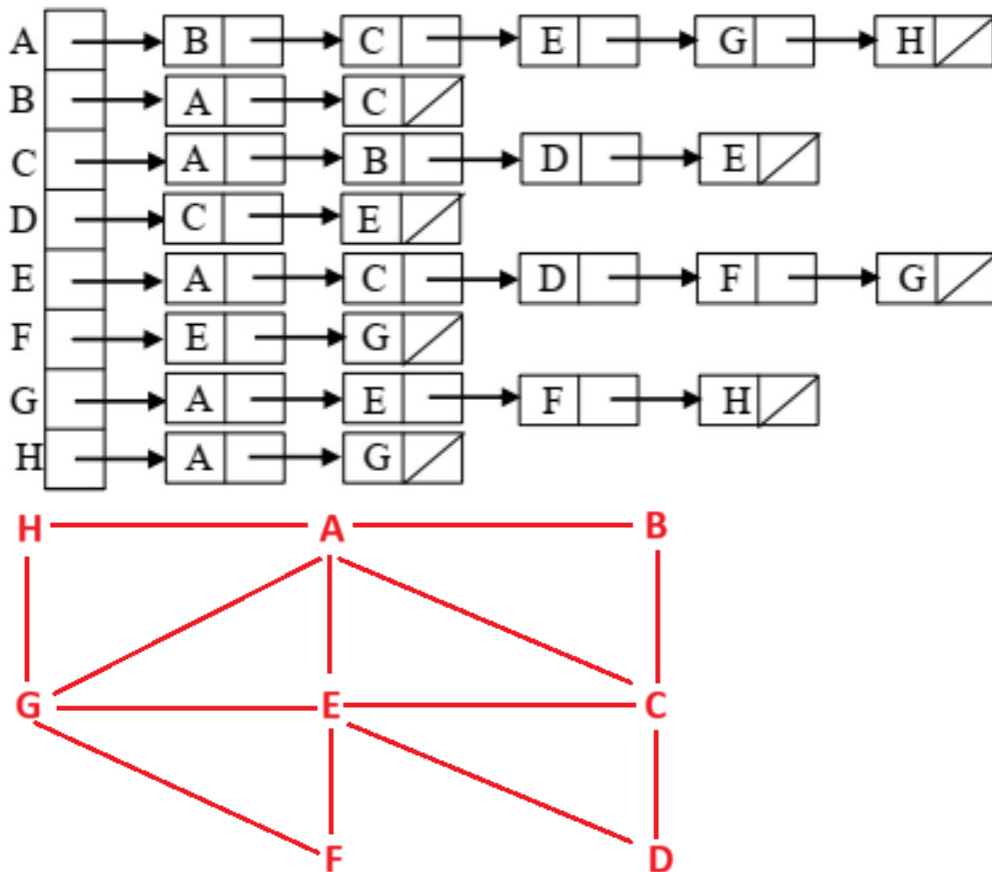 A B C E G H
B A C
C A B D E
D C E
E A C D F G
F E G
G A E F H
H A G
H A B
G E C
F D